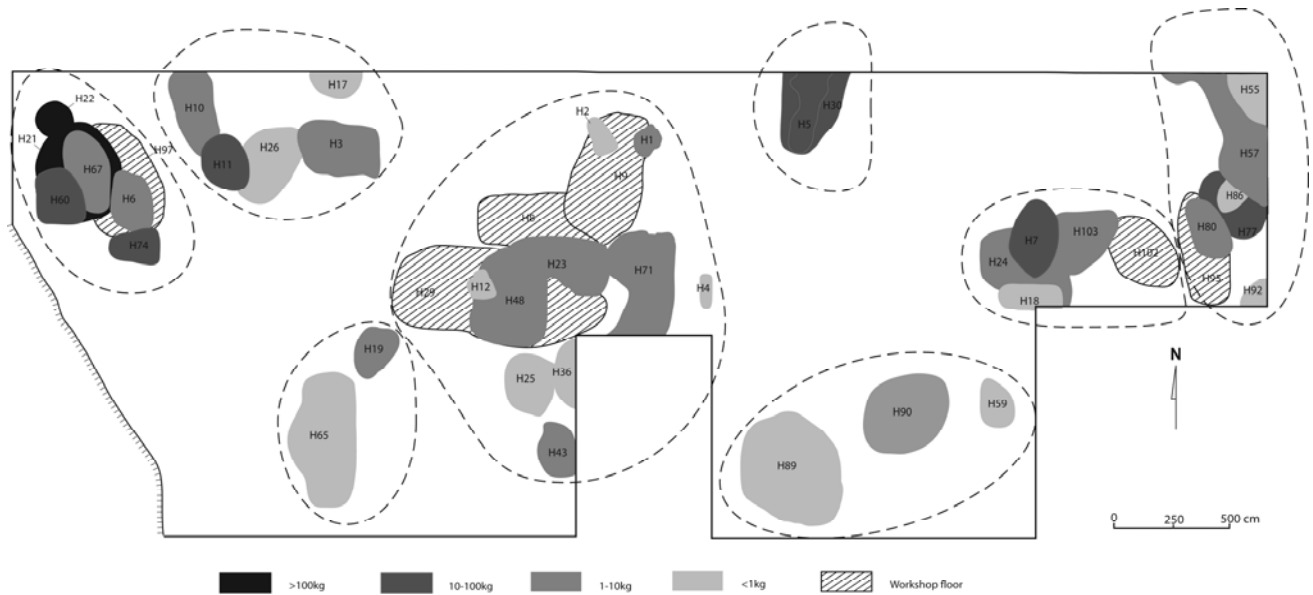 H22
H21
H67
H97
H60
H6
H74
H10
H17
H11
H26
H3
H2
H1
H9
H8
H23
H71
H29
H12
H48
H4
H25
H36
H43
H19
H65
H5
H30
H55
H57
H86
H77
H80
H95
H92
H7
H103
H24
H102
H18
H90
H59
H89
N
0 250 500 cm
>100kg 10-100kg 1-10kg <1kg Workshop floor